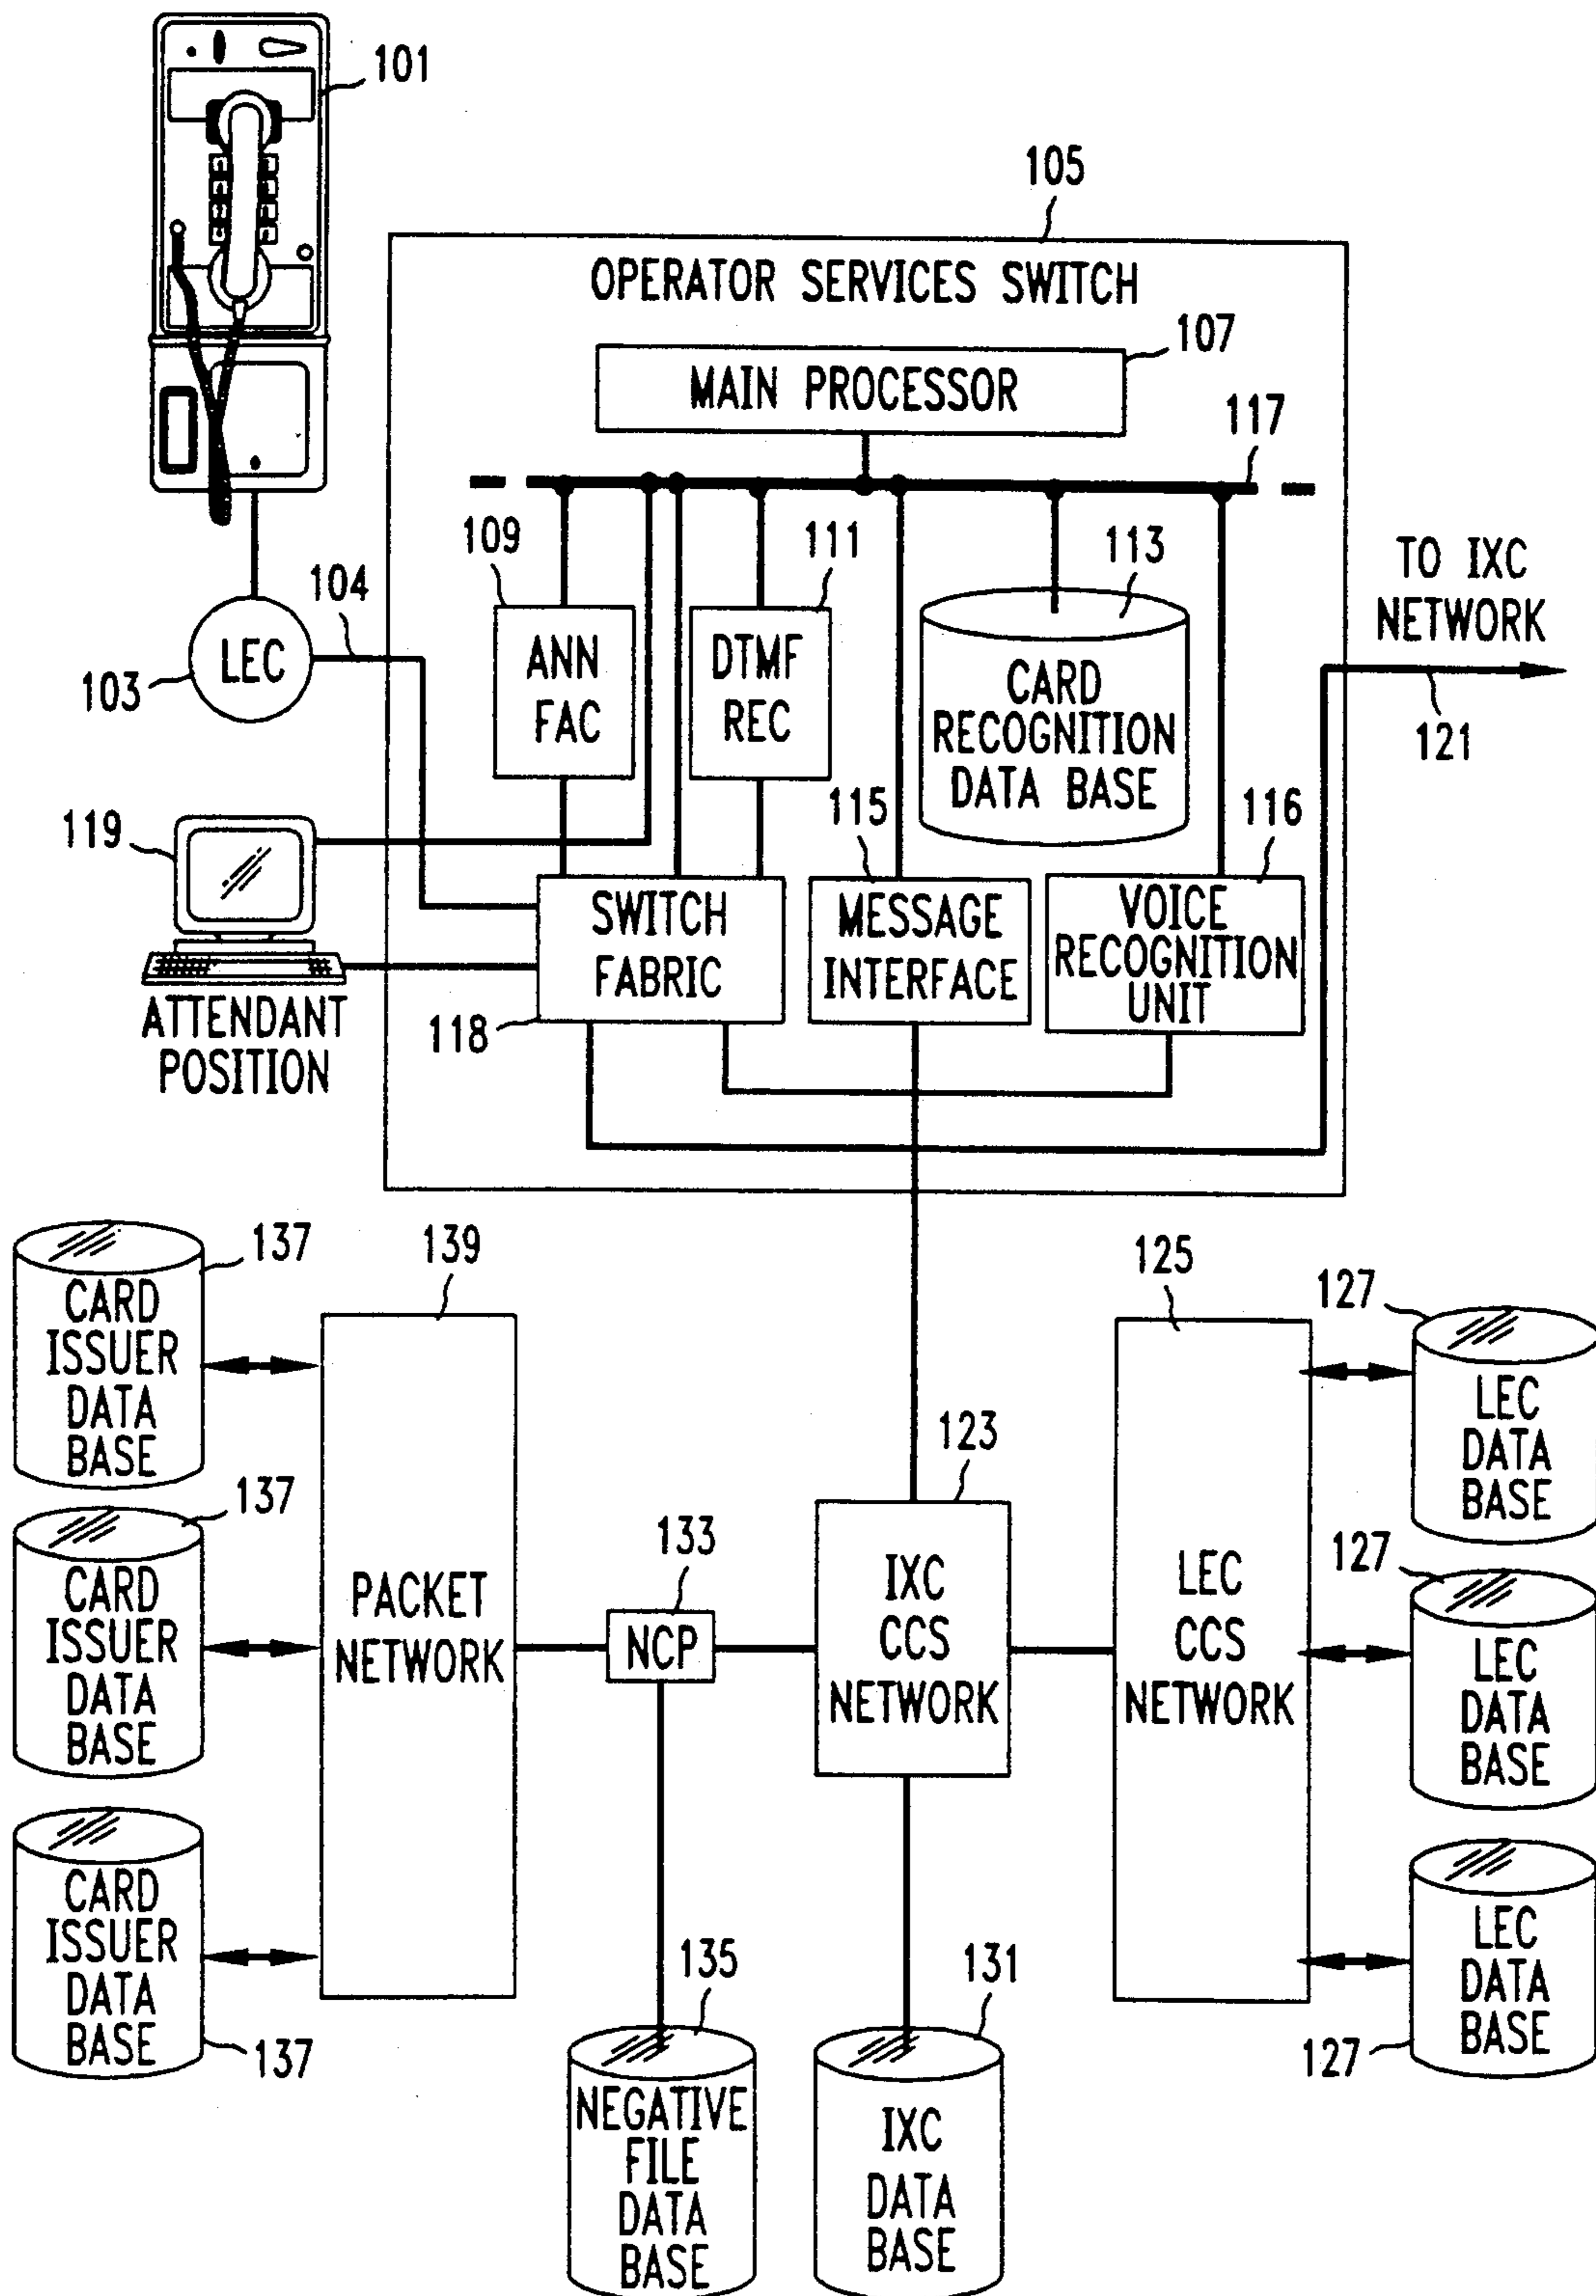 101
105
OPERATOR SERVICES SWITCH
107
MAIN PROCESSOR
117
109
111
113
104
TO IXC
NETWORK
LEC
103
ANN
FAC
DTMF
REC
CARD
RECOGNITION
DATA BASE
121
119
115
116
SWITCH
FABRIC
MESSAGE
INTERFACE
VOICE
RECOGNITION
UNIT
ATTENDANT
POSITION
118
137
139
125
127
CARD
ISSUER
DATA
BASE
LEC
DATA
BASE
123
137
133
127
CARD
ISSUER
DATA
BASE
PACKET
NETWORK
NCP
IXC
CCS
NETWORK
LEC
CCS
NETWORK
LEC
DATA
BASE
CARD
ISSUER
DATA
BASE
137
135
131
LEC
DATA
BASE
127
NEGATIVE
FILE
DATA
BASE
IXC
DATA
BASE